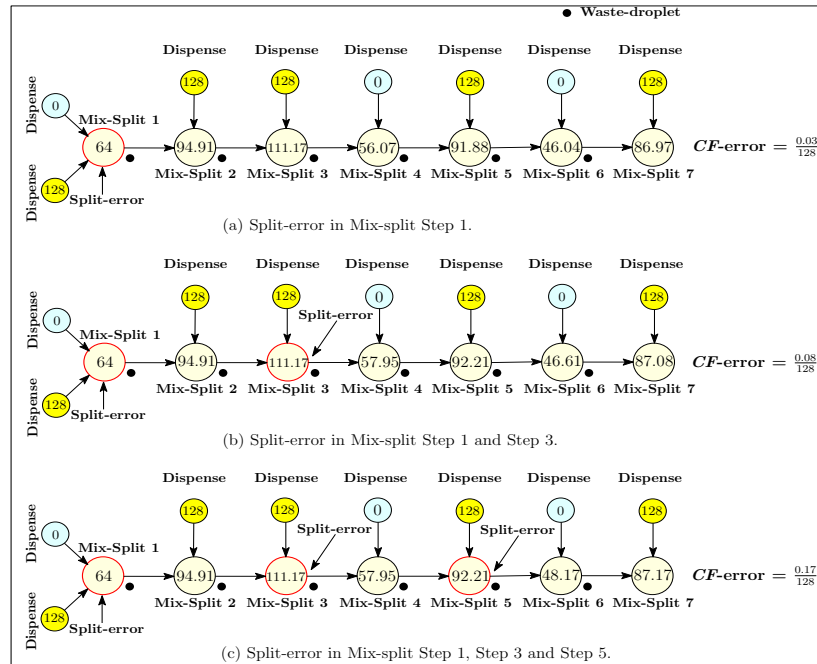 Waste-droplet
Dispense Dispense Dispense Dispense Dispense Dispense
Dispense
0 128 128 0 128 0 128
Mix-Split 1
64 94.91 111.17 56.07 91.88 46.04 86.97 CF-error = 0.03/128
Mix-Split 2 Mix-Split 3 Mix-Split 4 Mix-Split 5 Mix-Split 6 Mix-Split 7
Dispense
128
Split-error
(a) Split-error in Mix-split Step 1.
Dispense Dispense Dispense Dispense Dispense Dispense
Dispense
0 128 128 0 128 0 128
Split-error
Mix-Split 1
64 94.91 111.17 57.95 92.21 46.61 87.08 CF-error = 0.08/128
Mix-Split 2 Mix-Split 3 Mix-Split 4 Mix-Split 5 Mix-Split 6 Mix-Split 7
Dispense
128
Split-error
(b) Split-error in Mix-split Step 1 and Step 3.
Dispense Dispense Dispense Dispense Dispense Dispense
Dispense
0 128 128 0 128 0 128
Split-error Split-error
Mix-Split 1
64 94.91 111.17 57.95 92.21 48.17 87.17 CF-error = 0.17/128
Mix-Split 2 Mix-Split 3 Mix-Split 4 Mix-Split 5 Mix-Split 6 Mix-Split 7
Dispense
128
Split-error
(c) Split-error in Mix-split Step 1, Step 3 and Step 5.